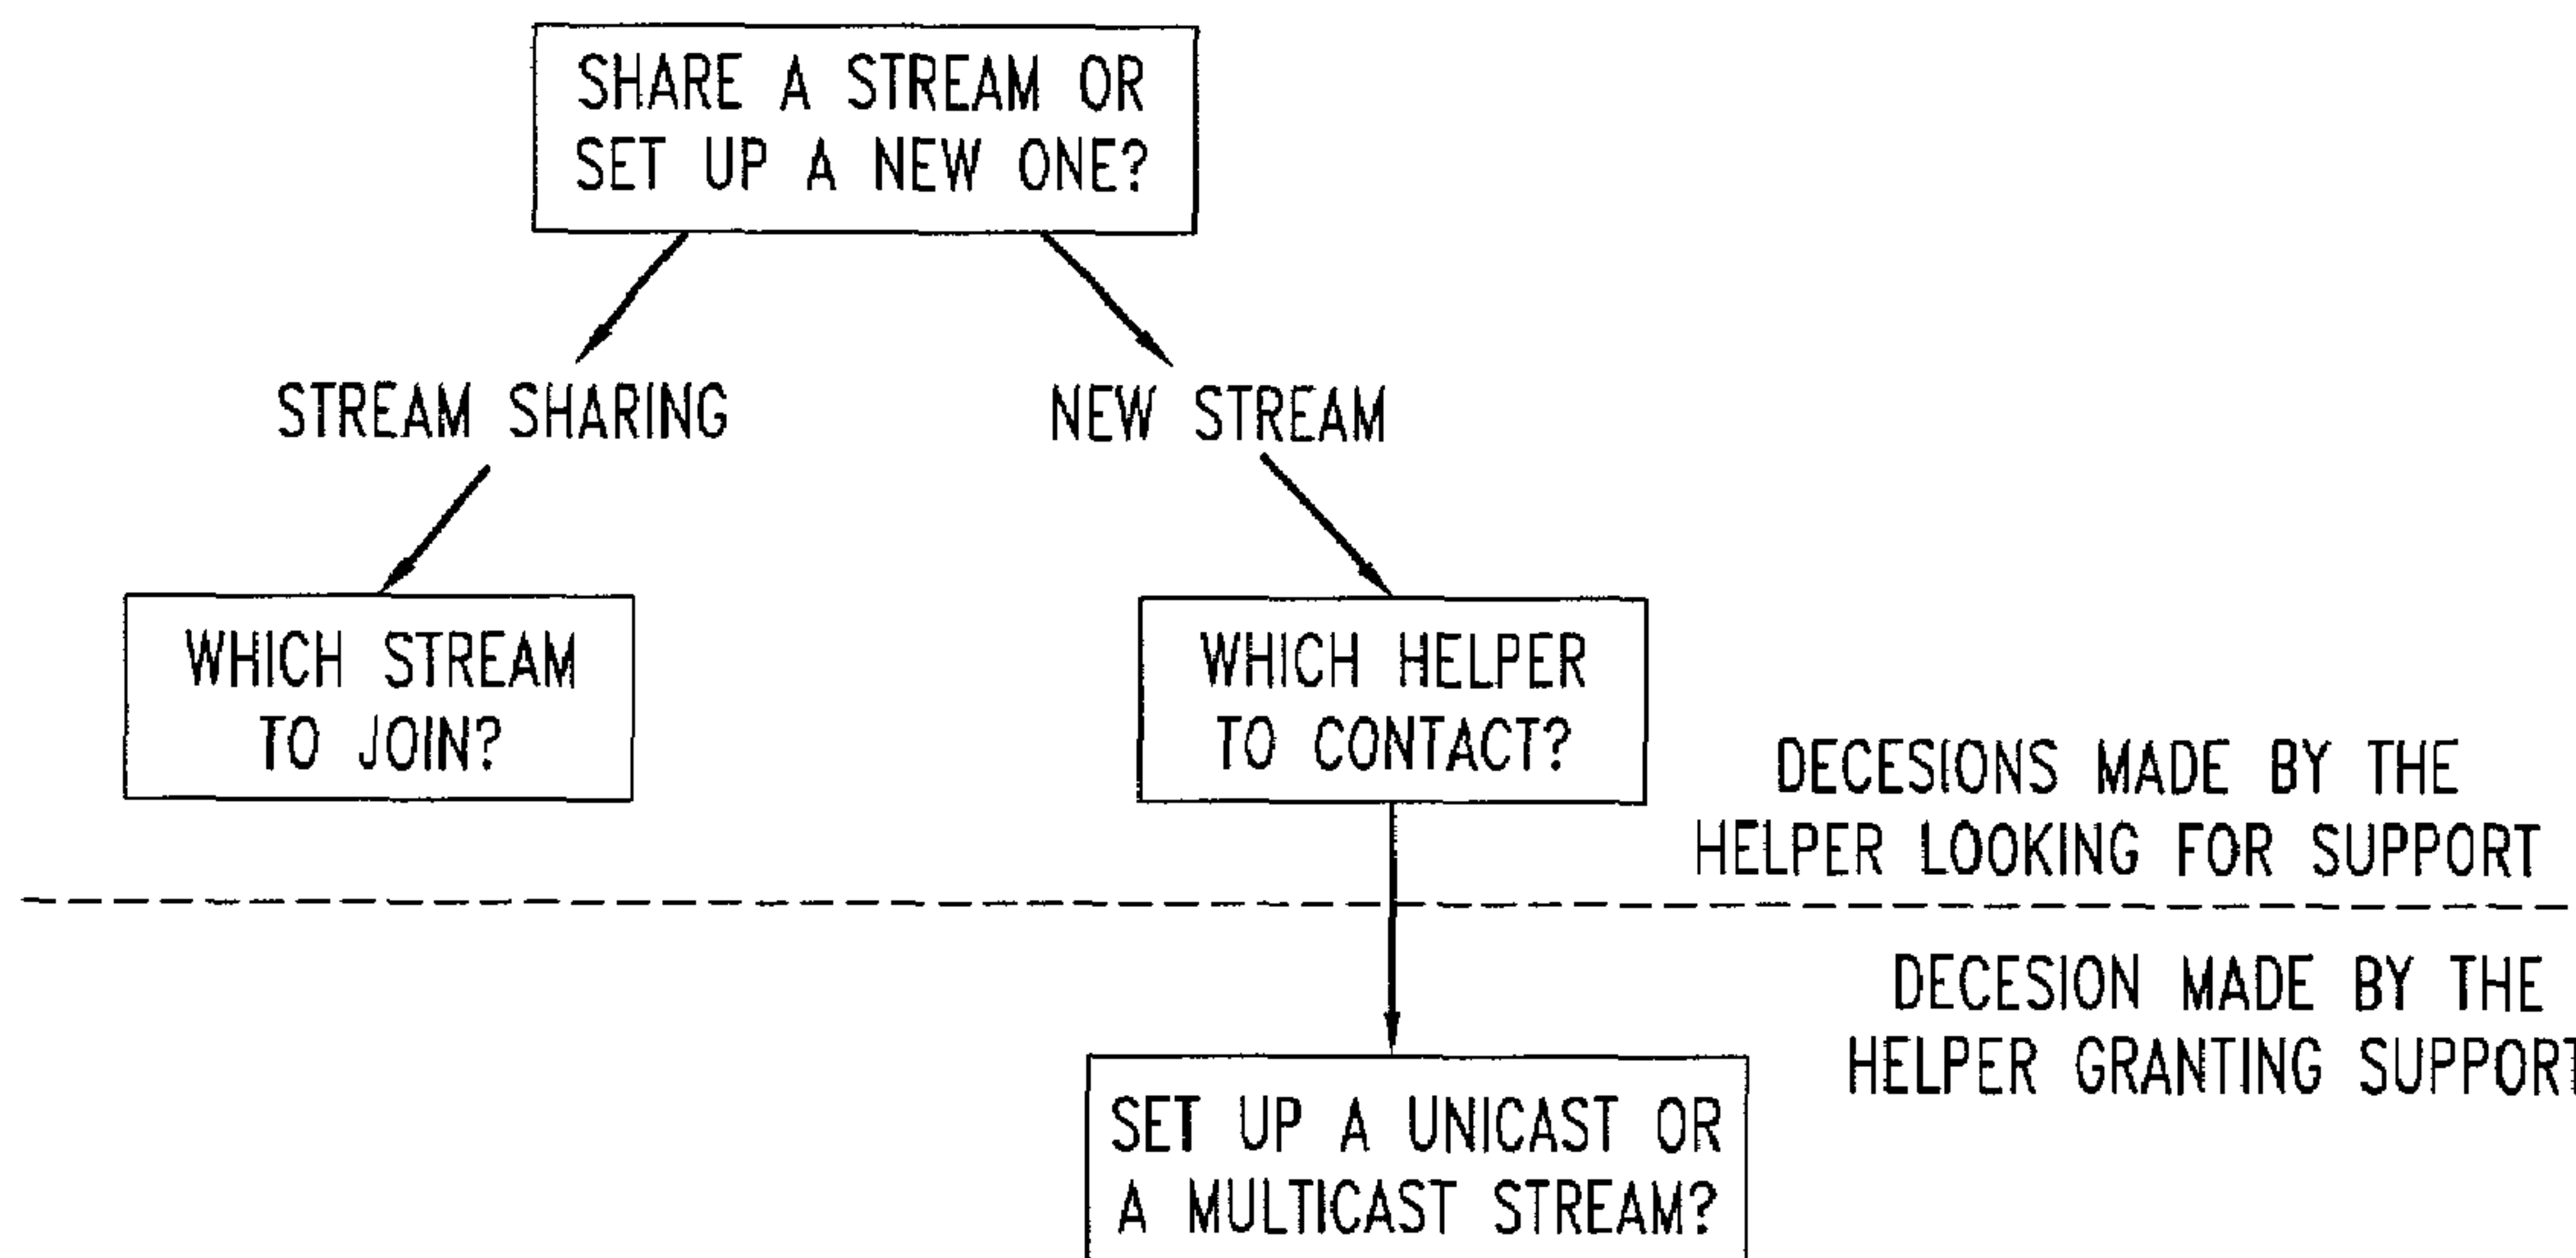 SHARE A STREAM OR
SET UP A NEW ONE?
STREAM SHARING
NEW STREAM
WHICH STREAM
TO JOIN?
WHICH HELPER
TO CONTACT?
DECESIONS MADE BY THE
HELPER LOOKING FOR SUPPORT
DECESION MADE BY THE
HELPER GRANTING SUPPORT
SET UP A UNICAST OR
A MULTICAST STREAM?